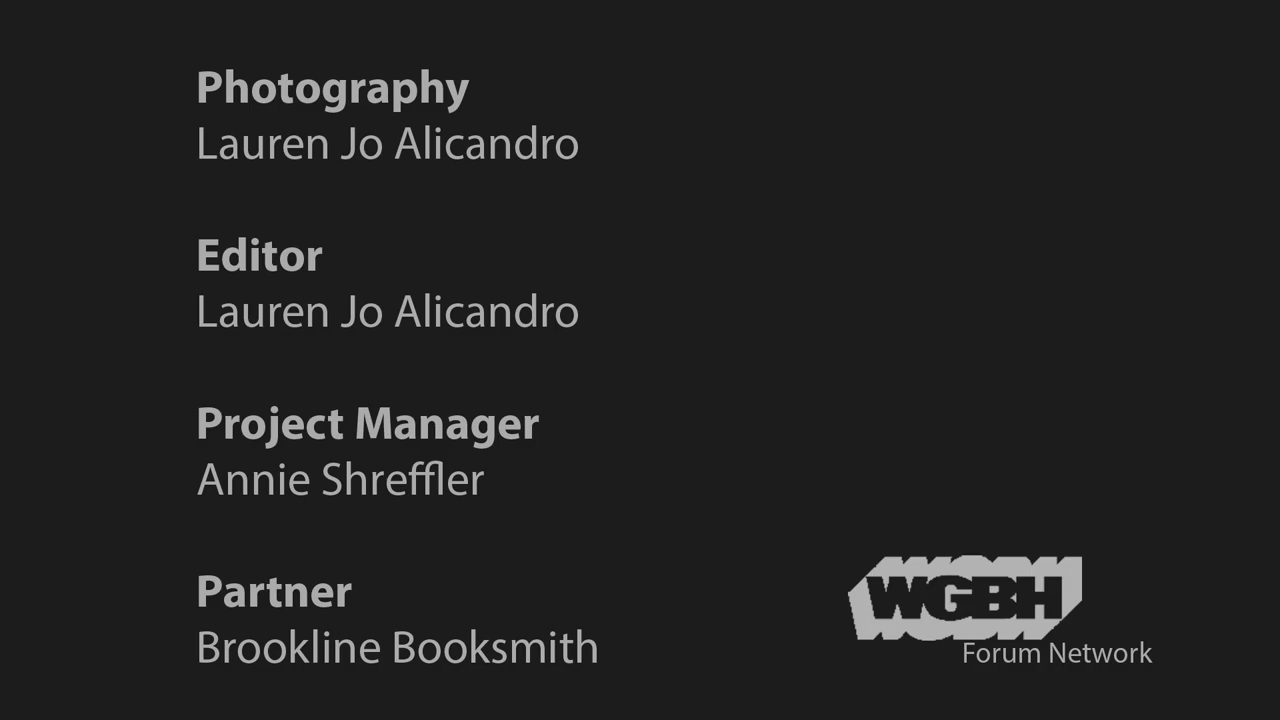 Photography
Lauren Jo Alicandro
Editor
Lauren Jo Alicandro
Project Manager
Annie Shreffler
Partner
Brookline Booksmith
WGBH
Forum Network